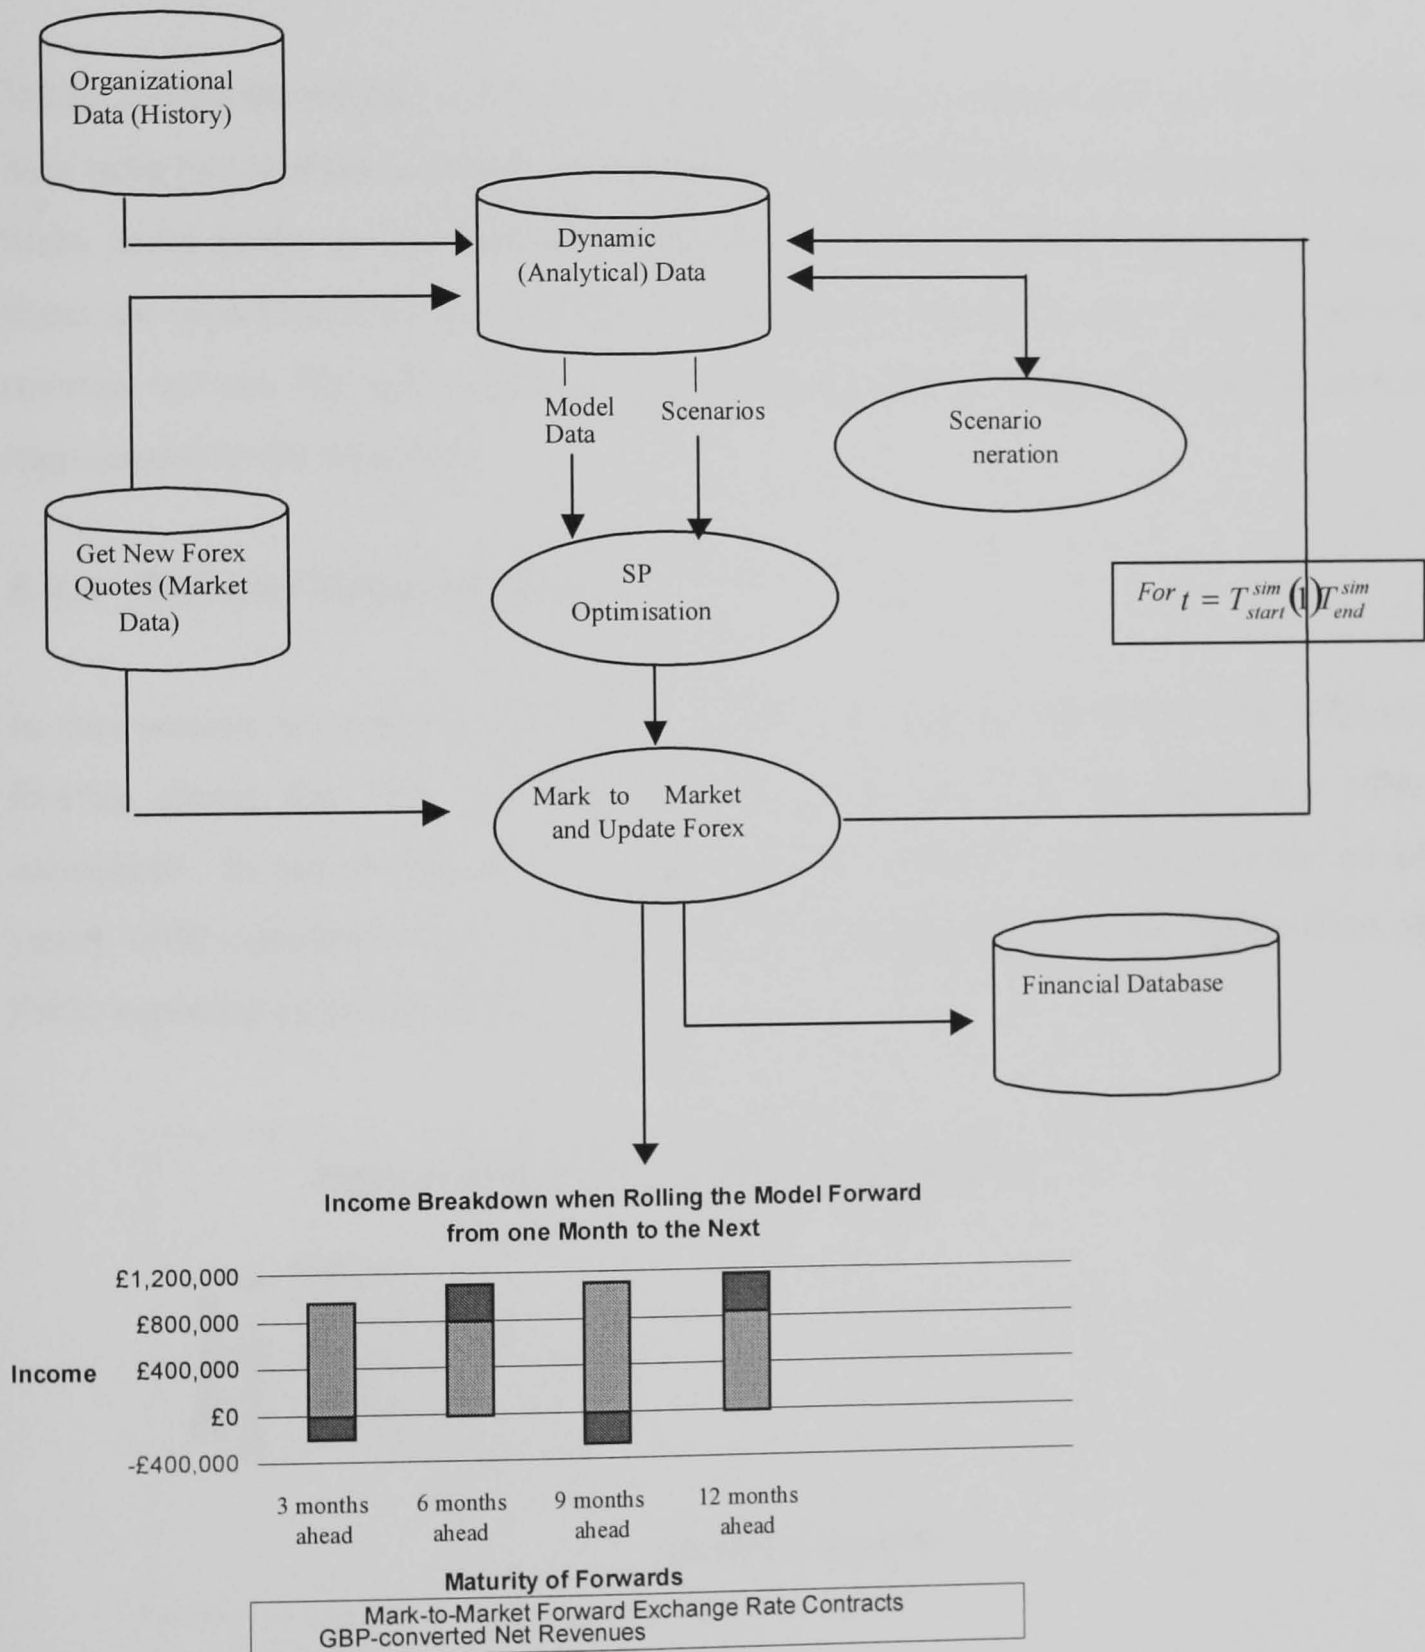 Organizational
Data (History)
Dynamic
(Analytical) Data
Model
Data
Scenarios
Scenario
neration
Get New Forex
Quotes (Market
Data)
SP
Optimisation
For t = T^{sim}_{start}(1)T^{sim}_{end}
Mark to Market
and Update Forex
Financial Database
Income Breakdown when Rolling the Model Forward
from one Month to the Next
£1,200,000
£800,000
Income
£400,000
£0
-£400,000
3 months
ahead
6 months
ahead
9 months
ahead
12 months
ahead
Maturity of Forwards
Mark-to-Market Forward Exchange Rate Contracts
GBP-converted Net Revenues